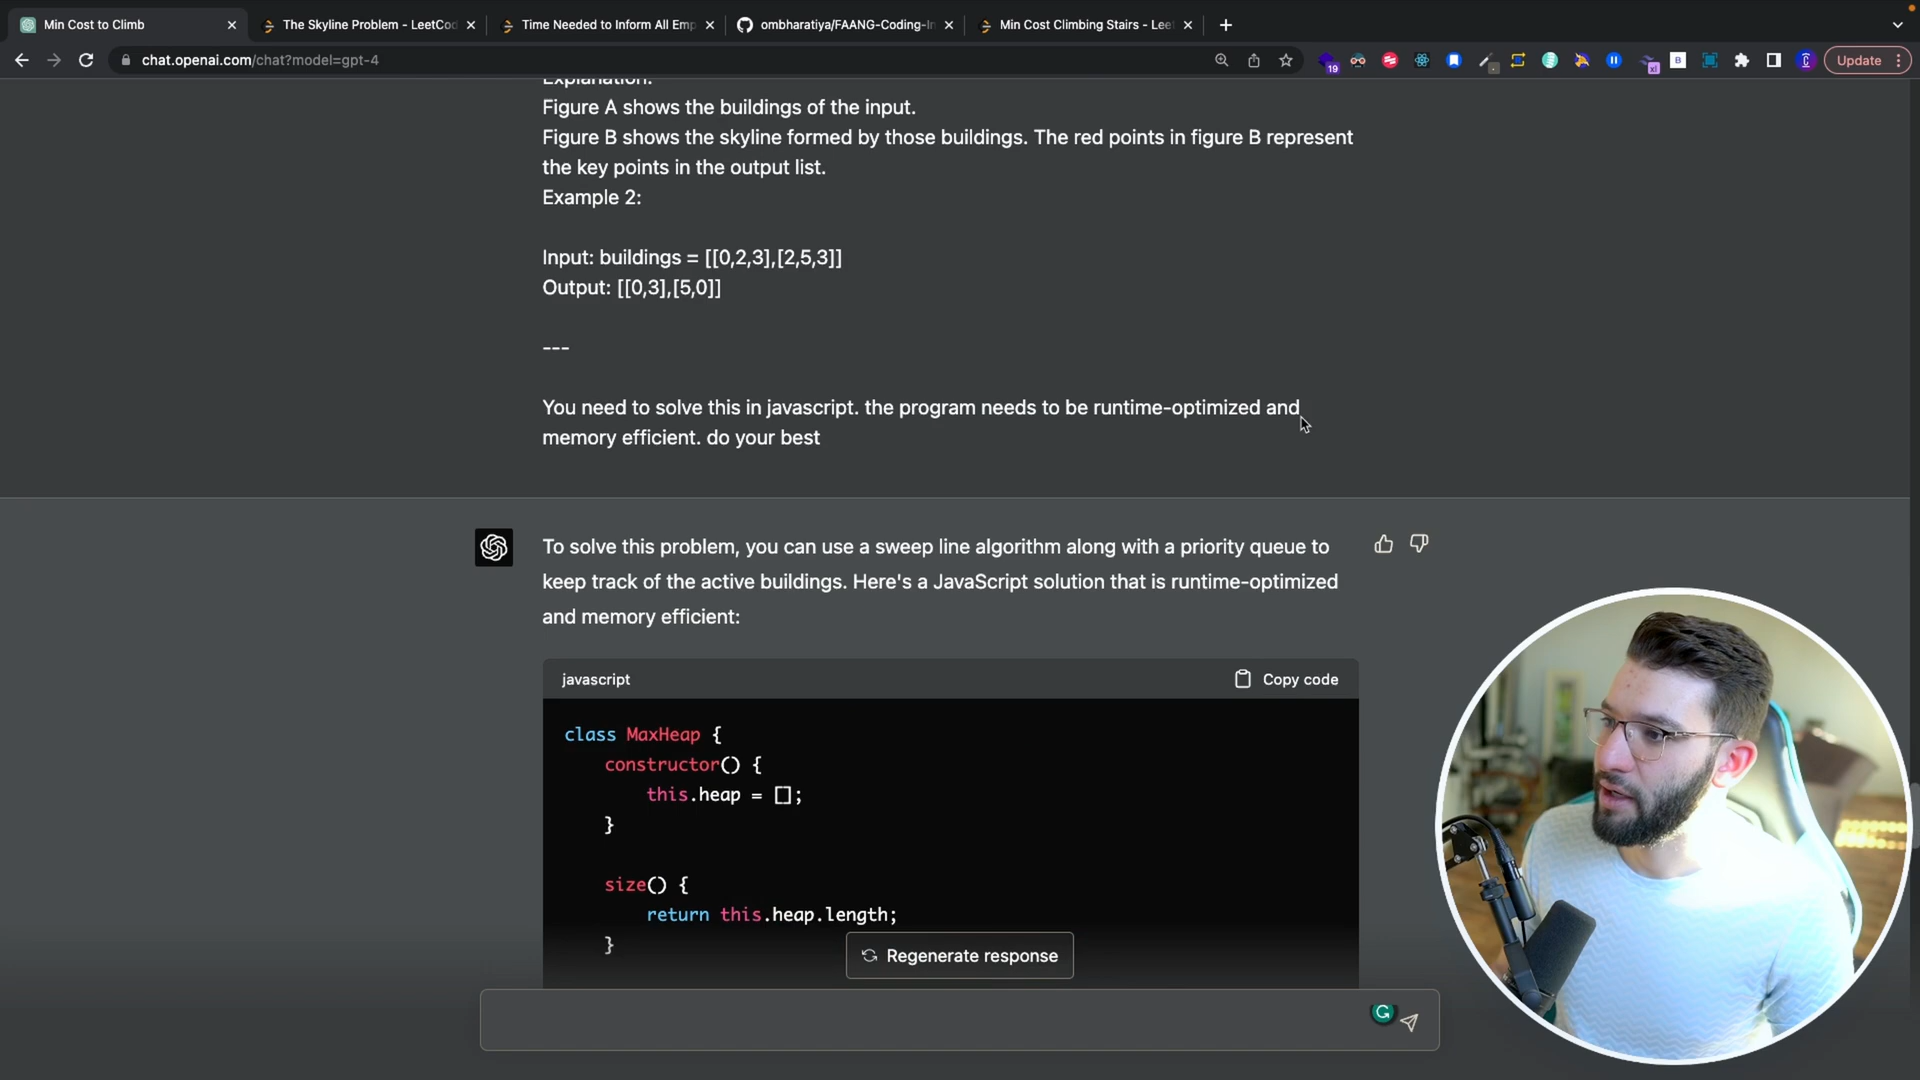 Min Cost to Climb
The Skyline Problem - LeetCod
Time Needed to Inform All Emp
ombharatiya/FAANG-Coding-In
Min Cost Climbing Stairs - Leet
chat.openai.com/chat?model=gpt-4
19
Update
Explanation:
Figure A shows the buildings of the input.
Figure B shows the skyline formed by those buildings. The red points in figure B represent
the key points in the output list.
Example 2:
Input: buildings = [[0,2,3],[2,5,3]]
Output: [[0,3],[5,0]]
---
You need to solve this in javascript. the program needs to be runtime-optimized and
memory efficient. do your best
To solve this problem, you can use a sweep line algorithm along with a priority queue to
keep track of the active buildings. Here's a JavaScript solution that is runtime-optimized
and memory efficient:
javascript
Copy code
class MaxHeap {
constructor() {
this.heap = [];
}
size() {
return this.heap.length;
}
Regenerate response